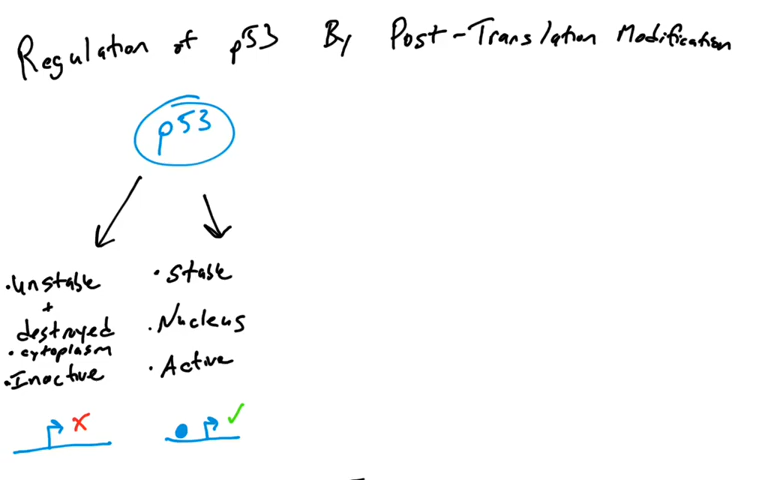 Regulation of p53 By Post-Translation Modification
p53
• Unstable
+
destroyed
• cytoplasm
• Inactive
• Stable
• Nucleus
• Active